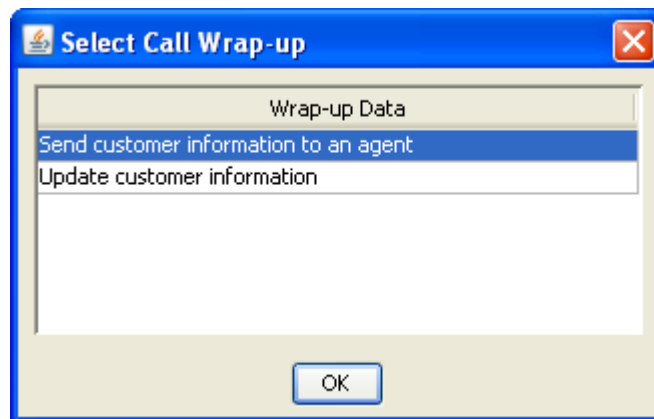 Select Call Wrap-up
Wrap-up Data
Send customer information to an agent
Update customer information
OK